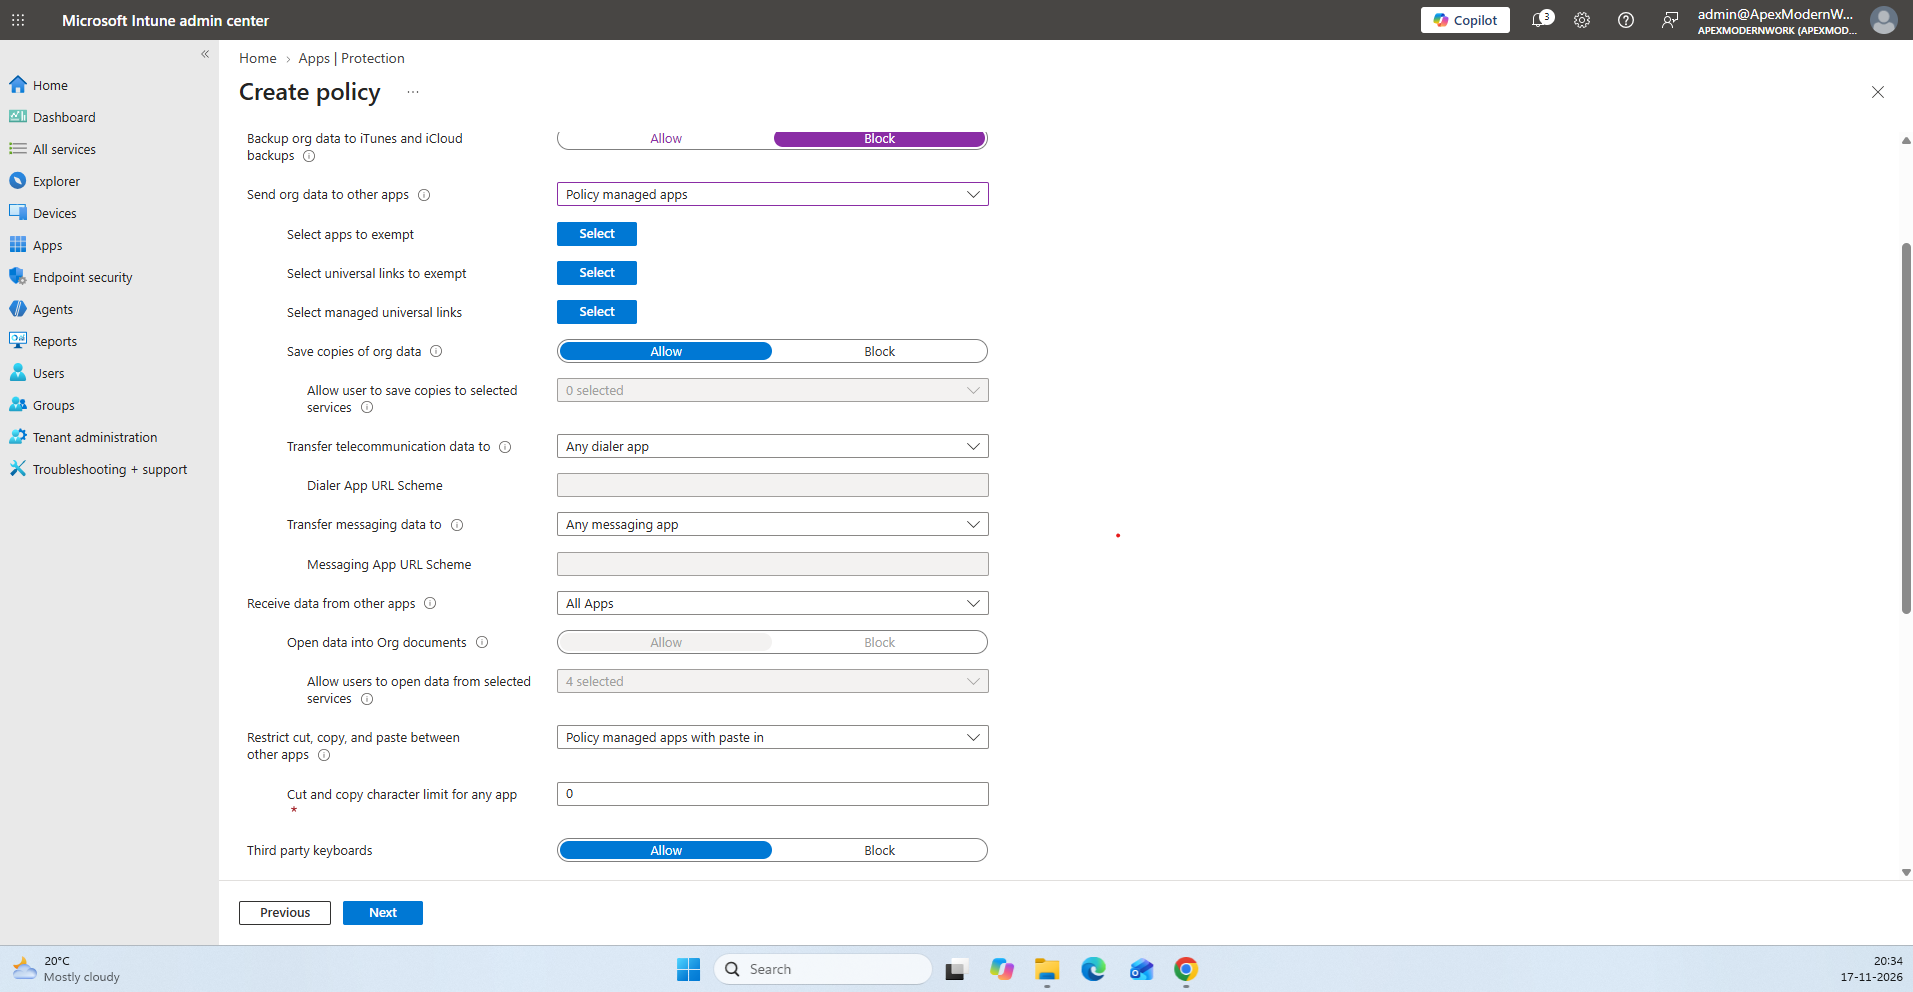 Microsoft Intune admin center
Copilot
3
admin@ApexModernW...
APEXMODERNWORK (APEXMOD...
Home
Dashboard
All services
Explorer
Devices
Apps
Endpoint security
Agents
Reports
Users
Groups
Tenant administration
Troubleshooting + support
Home > Apps | Protection
Create policy ...
Backup org data to iTunes and iCloud
backups
Allow Block
Send org data to other apps
Policy managed apps
Select apps to exempt
Select
Select universal links to exempt
Select
Select managed universal links
Select
Save copies of org data
Allow Block
Allow user to save copies to selected
services
0 selected
Transfer telecommunication data to
Any dialer app
Dialer App URL Scheme
Transfer messaging data to
Any messaging app
Messaging App URL Scheme
Receive data from other apps
All Apps
Open data into Org documents
Allow Block
Allow users to open data from selected
services
4 selected
Restrict cut, copy, and paste between
other apps
Policy managed apps with paste in
Cut and copy character limit for any app
*
0
Third party keyboards
Allow Block
Previous
Next
20°C
Mostly cloudy
Search
20:34
17-11-2026